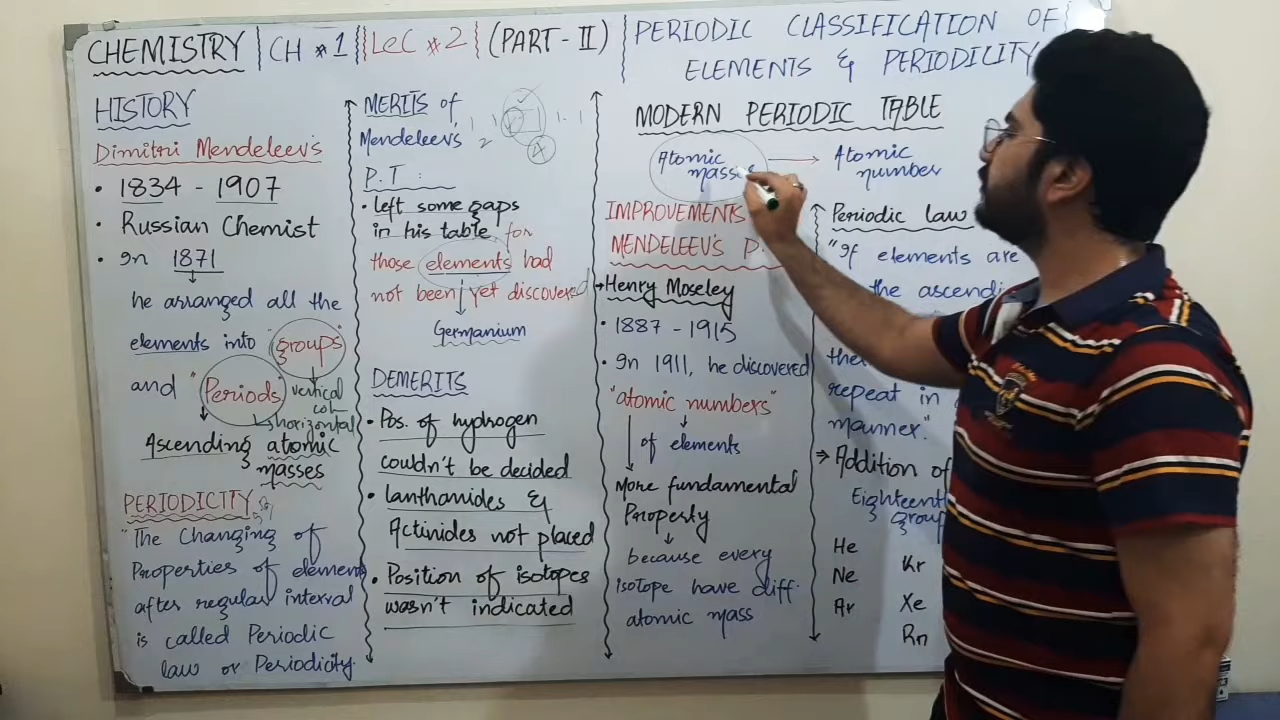 CHEMISTRY | CH #1 | LeC #2 | (PART-II) | PERIODIC CLASSIFICATION OF
ELEMENTS & PERIODILITY
HISTORY
Dimitri Mendeleev's
• 1834 - 1907
• Russian Chemist
• In 1871
he arranged all the
elements into "groups"
and "Periods" vertical
col
horizontal
Ascending atomic
masses
PERIODICITY
"The Changing of
Properties of element
after regular interval
is called Periodic
law or Periodicity.
MERITS of
Mendeleev's
P.T:
• left some gaps
in his table for
those elements had
not been yet discovered
Germanium
DEMERITS
• Pos. of hydrogen
couldn't be decided
• lanthanides &
Actinides not placed
• Position of isotopes
wasn't indicated
MODERN PERIODIC TABLE
Atomic
masses
Atomic
number
IMPROVEMENTS
MENDELEEV'S P.
Henry Moseley
• 1887 - 1915
• In 1911, he discovered
"atomic numbers"
of elements
More fundamental
Property
because every
isotope have diff.
atomic mass
Periodic law
"If elements are
the ascendi
repeat in
manner."
⇒ Addition of
Eighteent
group
He
Ne
Ar
Kr
Xe
Rn